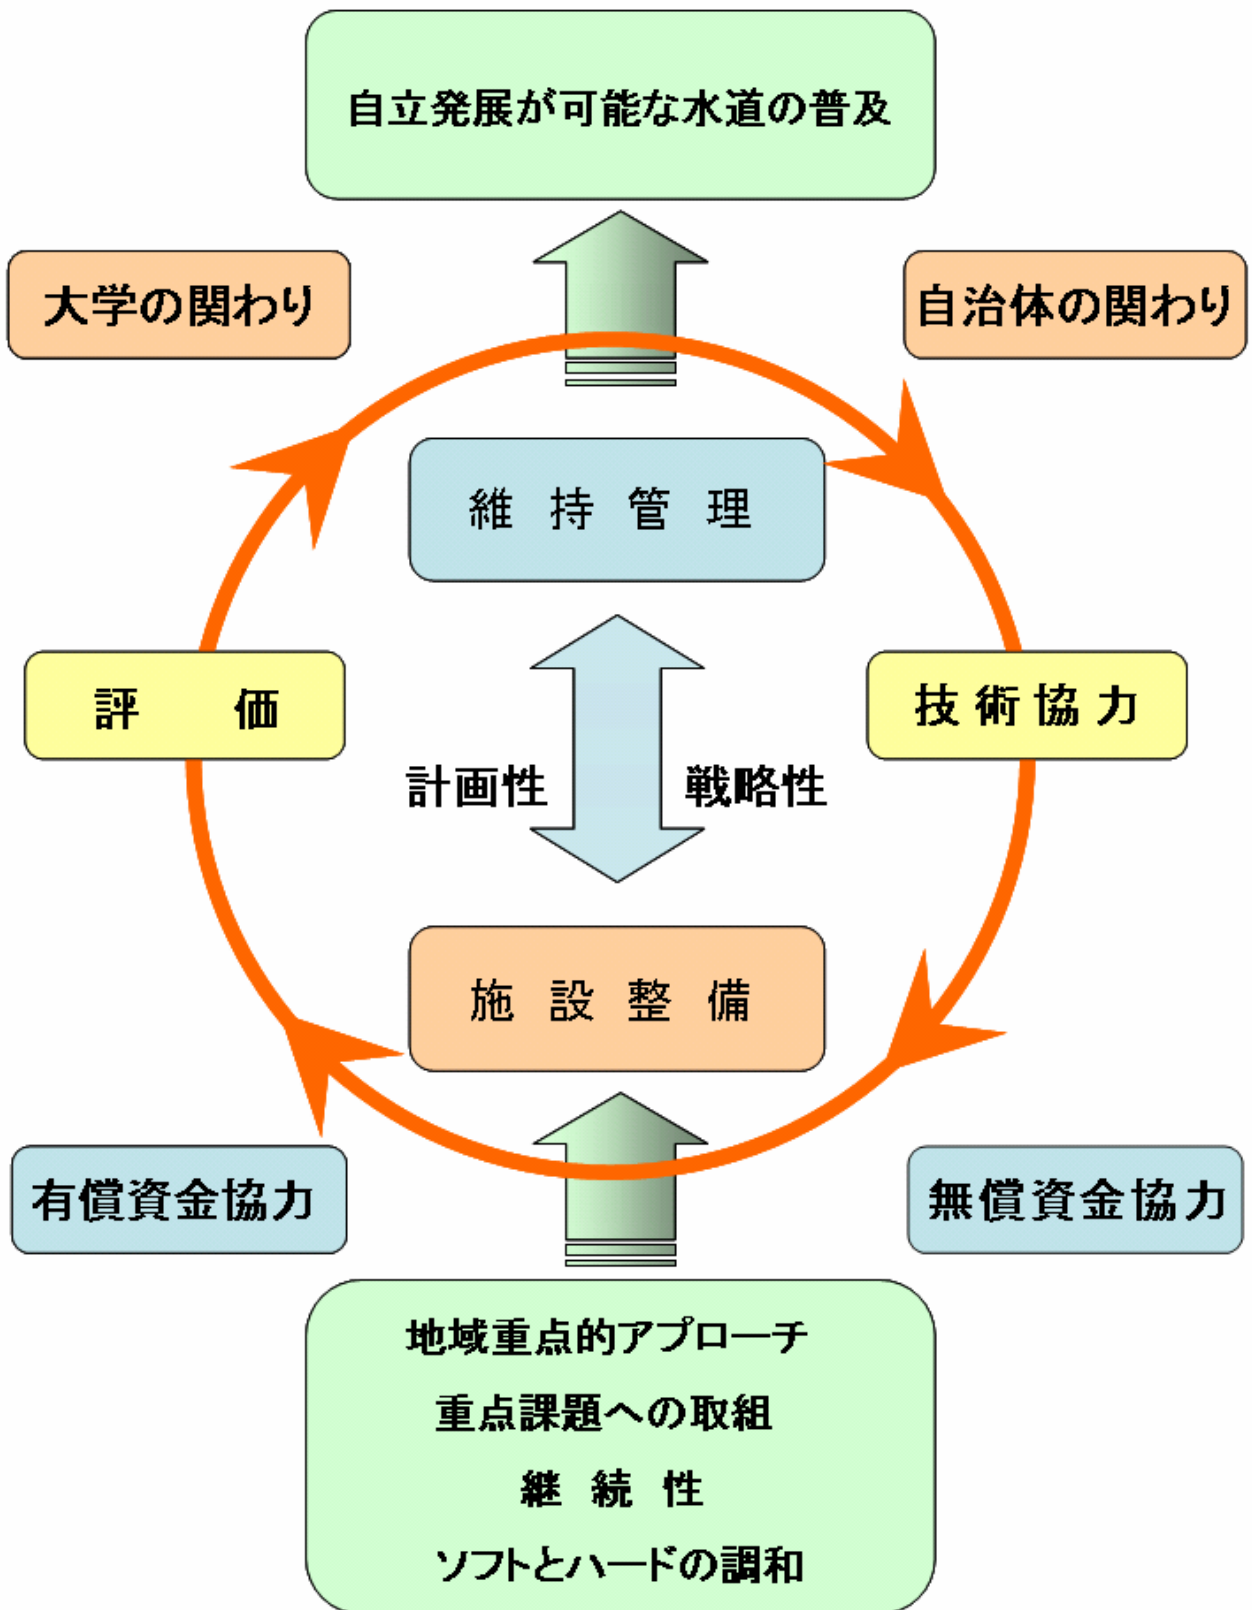 自立発展が可能な水道の普及
大学の関わり
自治体の関わり
維持管理
評価
技術協力
計画性
戦略性
施設整備
有償資金協力
無償資金協力
地域重点的アプローチ
重点課題への取組
継続性
ソフトとハードの調和